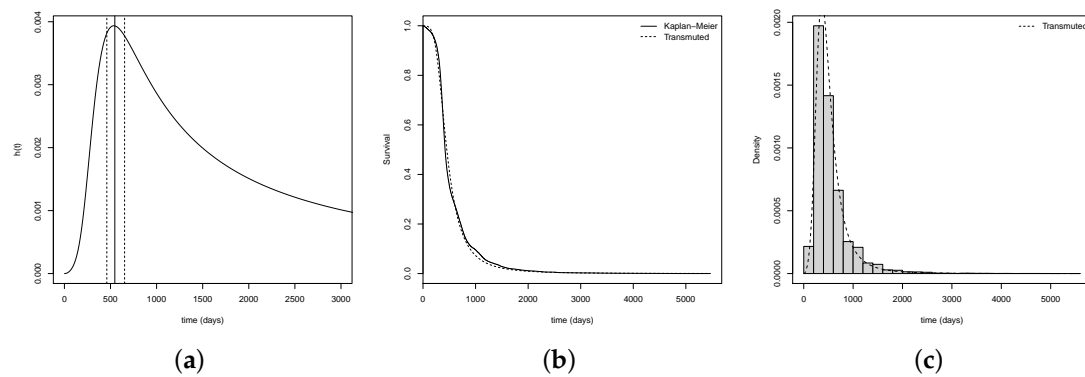 h(t)
0.004
0.003
0.002
0.001
0.000
0 500 1000 1500 2000 2500 3000
time (days)
(a)
Survival
1.0
0.8
0.6
0.4
0.2
0.0
Kaplan−Meier
Transmuted
0 1000 2000 3000 4000 5000
time (days)
(b)
Density
0.0020
0.0015
0.0010
0.0005
0.0000
Transmuted
0 1000 2000 3000 4000 5000
time (days)
(c)